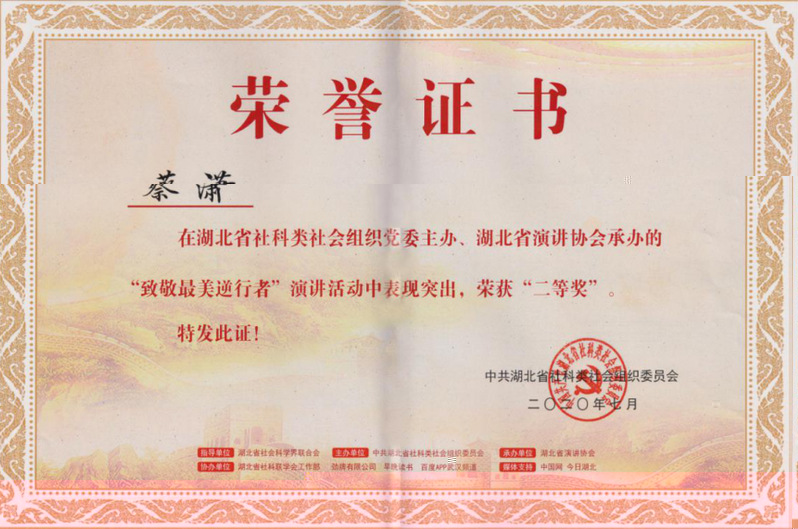 荣誉证书
蔡潇
在湖北省社科类社会组织党委主办、湖北省演讲协会承办的
“致敬最美逆行者”演讲活动中表现突出，荣获“二等奖”。
特发此证！
中共湖北省社科类社会组织委员会
二〇二〇年七月
指导单位 湖北省社会科学界联合会 主办单位 中共湖北省社科类社会组织委员会 承办单位 湖北省演讲协会
协办单位 湖北省社科联学会工作部 劲牌有限公司 早晚读书 百度APP武汉频道 媒体支持 中国网 今日湖北